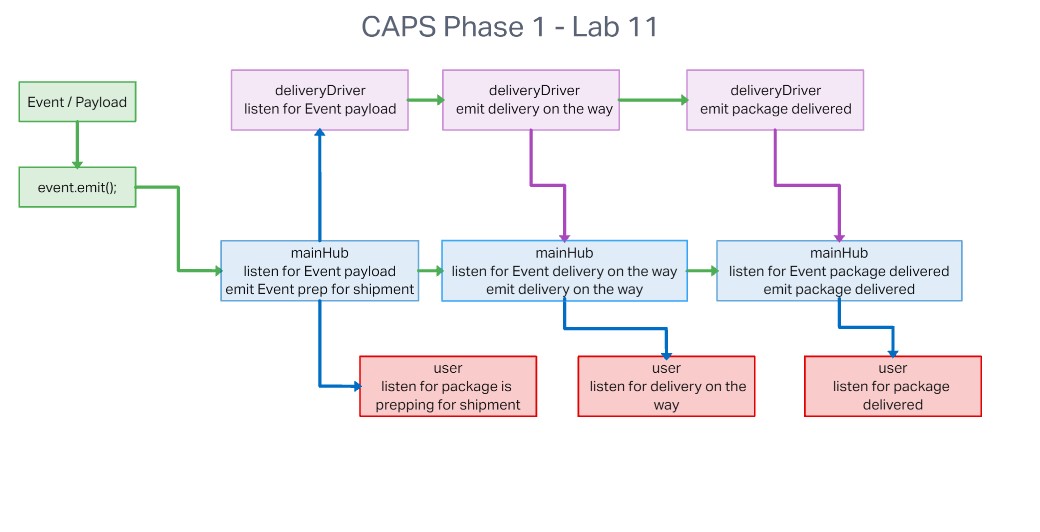 CAPS Phase 1 - Lab 11
Event / Payload
event.emit();
deliveryDriver
listen for Event payload
deliveryDriver
emit delivery on the way
deliveryDriver
emit package delivered
mainHub
listen for Event payload
emit Event prep for shipment
mainHub
listen for Event delivery on the way
emit delivery on the way
mainHub
listen for Event package delivered
emit package delivered
user
listen for package is
prepping for shipment
user
listen for delivery on the
way
user
listen for package
delivered